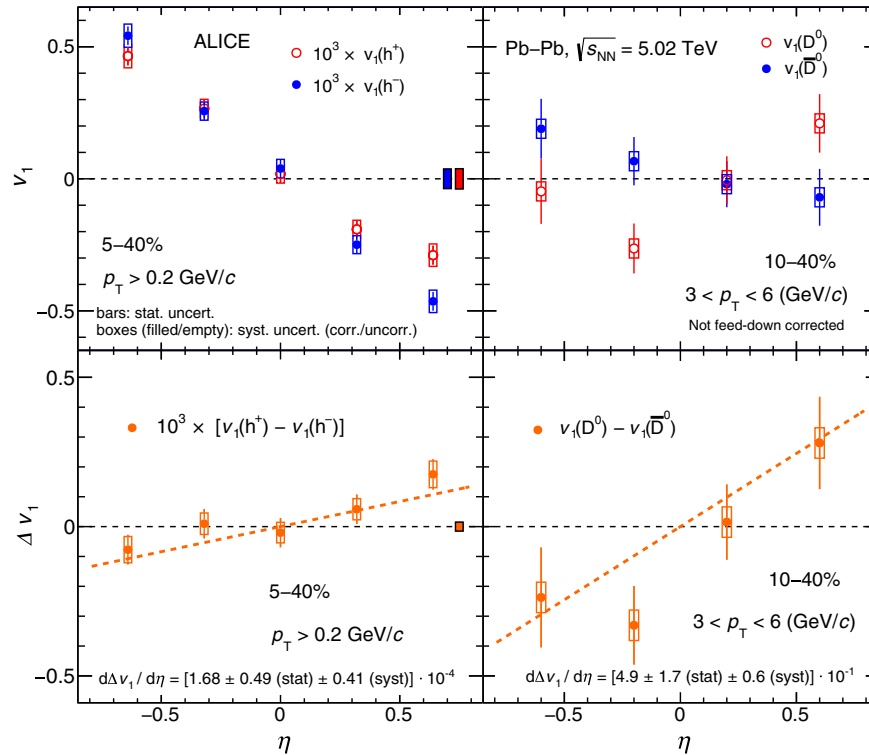 ALICE
10³ × v₁(h⁺)
10³ × v₁(h⁻)
0.5
0
−0.5
v₁
5–40%
p_T > 0.2 GeV/c
bars: stat. uncert.
boxes (filled/empty): syst. uncert. (corr./uncorr.)
Pb–Pb, √s_NN = 5.02 TeV
v₁(D⁰)
v₁(D̅⁰)
10–40%
3 < p_T < 6 (GeV/c)
Not feed-down corrected
0.5
0
−0.5
Δ v₁
10³ × [v₁(h⁺) − v₁(h⁻)]
5–40%
p_T > 0.2 GeV/c
dΔv₁ / dη = [1.68 ± 0.49 (stat) ± 0.41 (syst)] · 10⁻⁴
−0.5 0 0.5
η
v₁(D⁰) − v₁(D̅⁰)
10–40%
3 < p_T < 6 (GeV/c)
dΔv₁ / dη = [4.9 ± 1.7 (stat) ± 0.6 (syst)] · 10⁻¹
−0.5 0 0.5
η